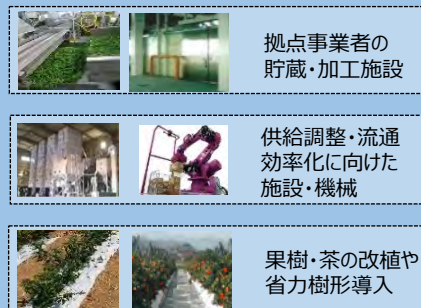 拠点事業者の
貯蔵・加工施設
供給調整・流通
効率化に向けた
施設・機械
果樹・茶の改植や
省力樹形導入